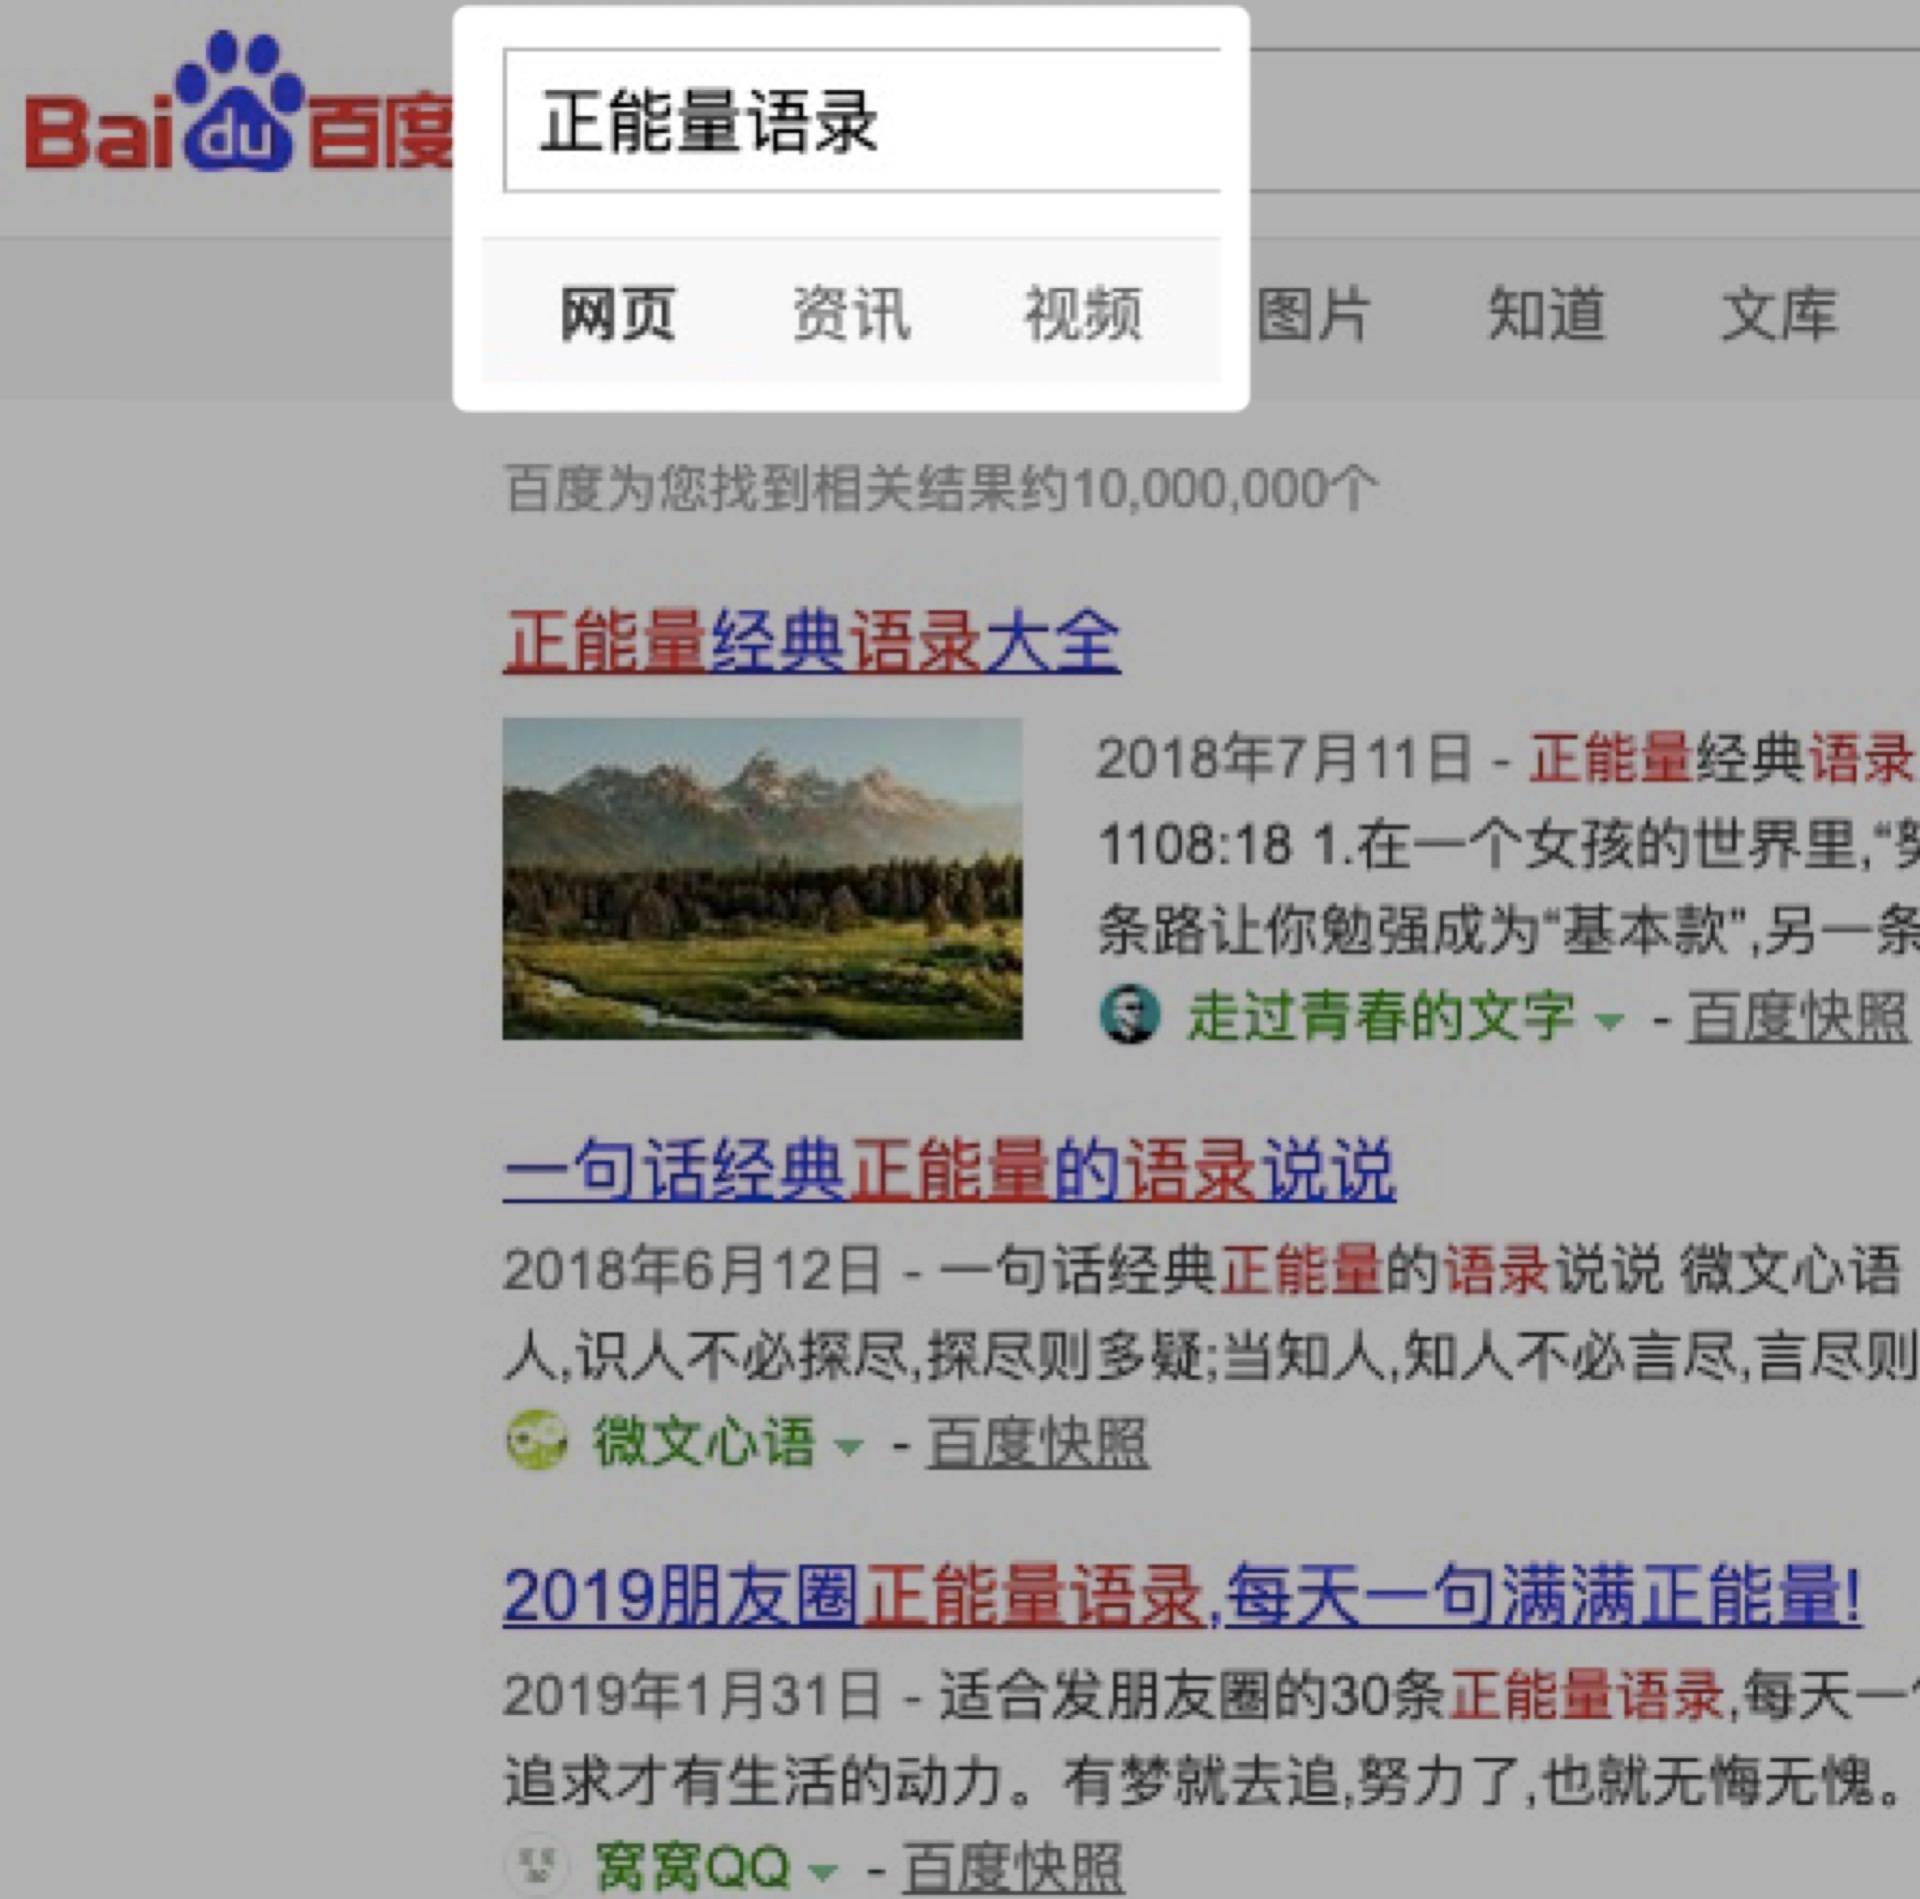 Bai du 百度
正能量语录
网页 资讯 视频 图片 知道 文库
百度为您找到相关结果约10,000,000个
正能量经典语录大全
2018年7月11日 - 正能量经典语录
1108:18 1.在一个女孩的世界里,“
条路让你勉强成为“基本款”,另一条
走过青春的文字 - 百度快照
一句话经典正能量的语录说说
2018年6月12日 - 一句话经典正能量的语录说说 微文心语
人,识人不必探尽,探尽则多疑;当知人,知人不必言尽,言尽则
微文心语 - 百度快照
2019朋友圈正能量语录,每天一句满满正能量!
2019年1月31日 - 适合发朋友圈的30条正能量语录,每天一
追求才有生活的动力。有梦就去追,努力了,也就无悔无愧。
窝窝QQ - 百度快照